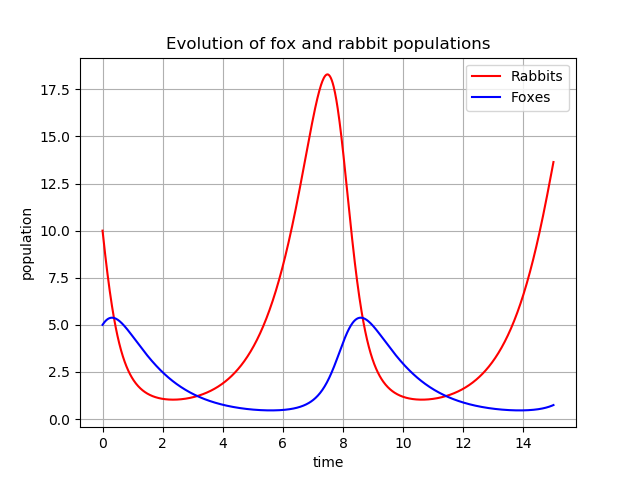 Evolution of fox and rabbit populations
Rabbits
Foxes
population
17.5
15.0
12.5
10.0
7.5
5.0
2.5
0.0
0 2 4 6 8 10 12 14
time